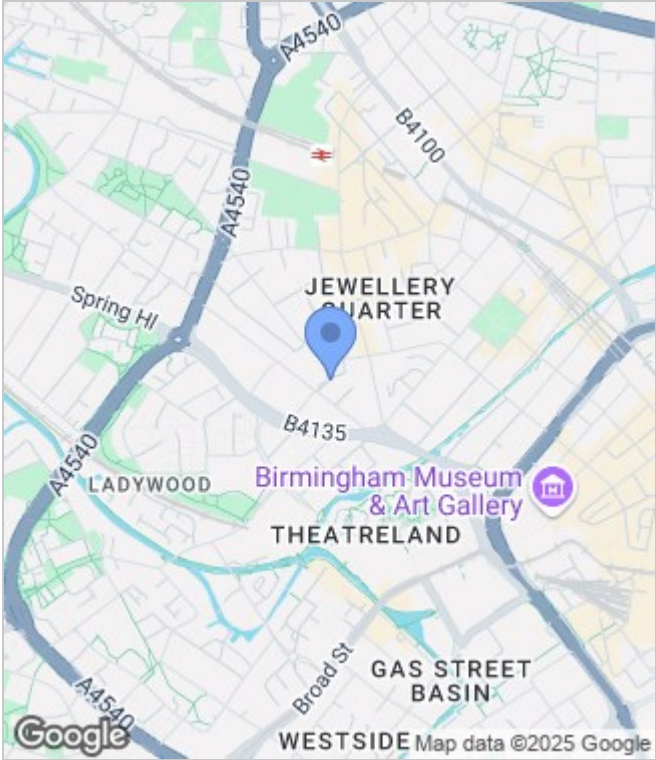 A4540
B4100
A4540
JEWELLERY
QUARTER
Spring Hl
B4135
A4540
LADYWOOD
Birmingham Museum
& Art Gallery
THEATRELAND
Broad St
GAS STREET
BASIN
A4540
WESTSIDE
Google
Map data ©2025 Google